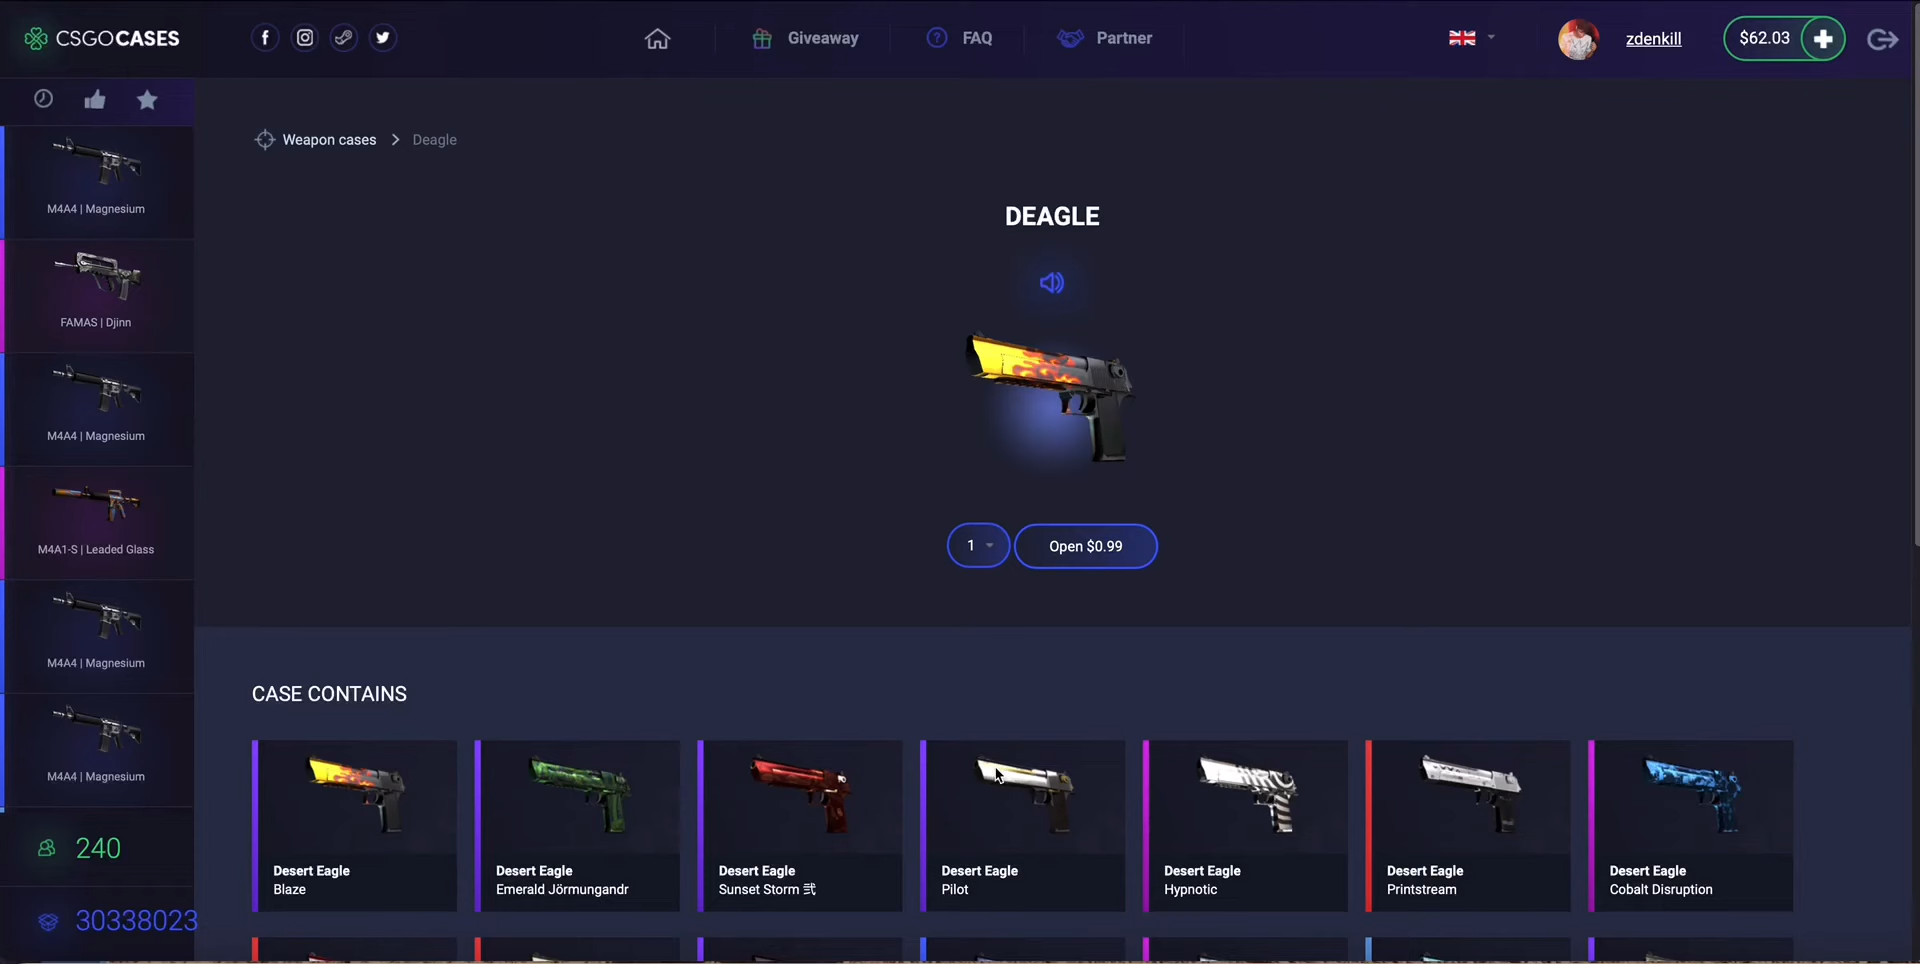 CSGOCASES
Giveaway
FAQ
Partner
zdenkill
$62.03
Weapon cases > Deagle
DEAGLE
1
Open $0.99
M4A4 | Magnesium
FAMAS | Djinn
M4A4 | Magnesium
M4A1-S | Leaded Glass
M4A4 | Magnesium
M4A4 | Magnesium
240
30338023
CASE CONTAINS
Desert Eagle
Blaze
Desert Eagle
Emerald Jörmungandr
Desert Eagle
Sunset Storm 弐
Desert Eagle
Pilot
Desert Eagle
Hypnotic
Desert Eagle
Printstream
Desert Eagle
Cobalt Disruption